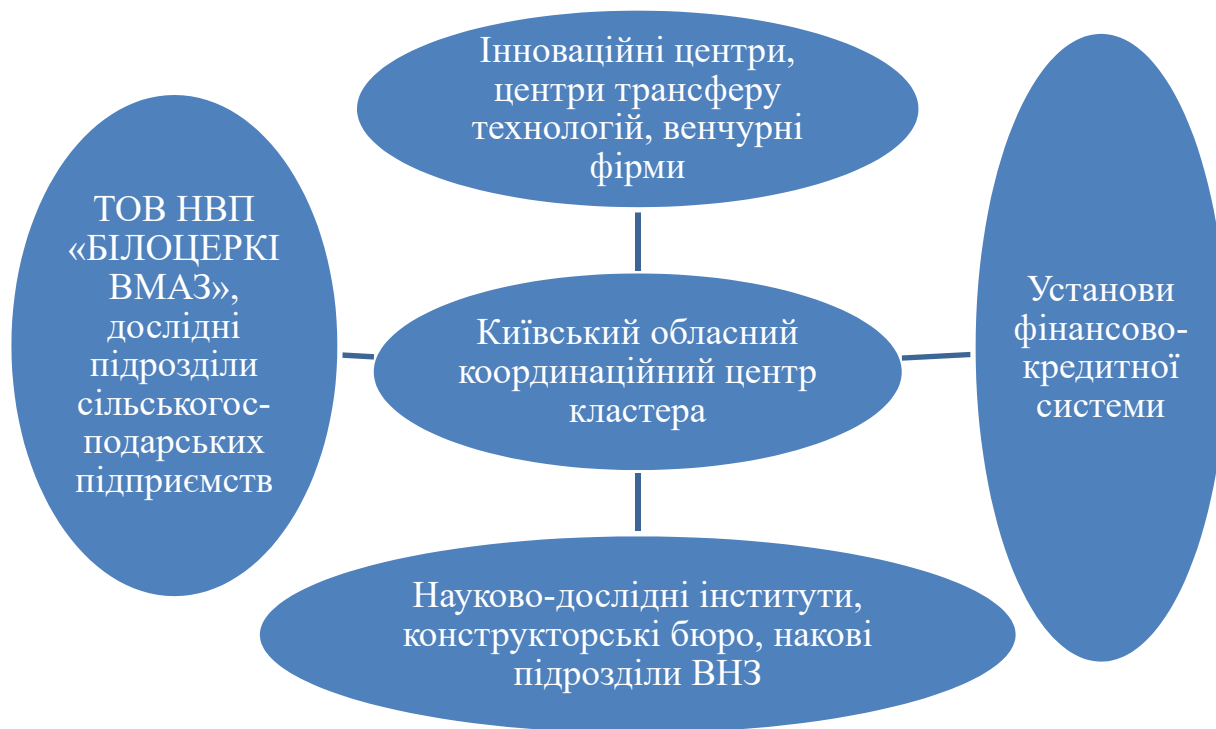 Інноваційні центри,
центри трансферу
технологій, венчурні
фірми
ТОВ НВП
«БІЛОЦЕРКІ
ВМАЗ»,
дослідні
підрозділи
сільськогос-
подарських
підприємств
Київський обласний
координаційний центр
кластера
Установи
фінансово-
кредитної
системи
Науково-дослідні інститути,
конструкторські бюро, накові
підрозділи ВНЗ